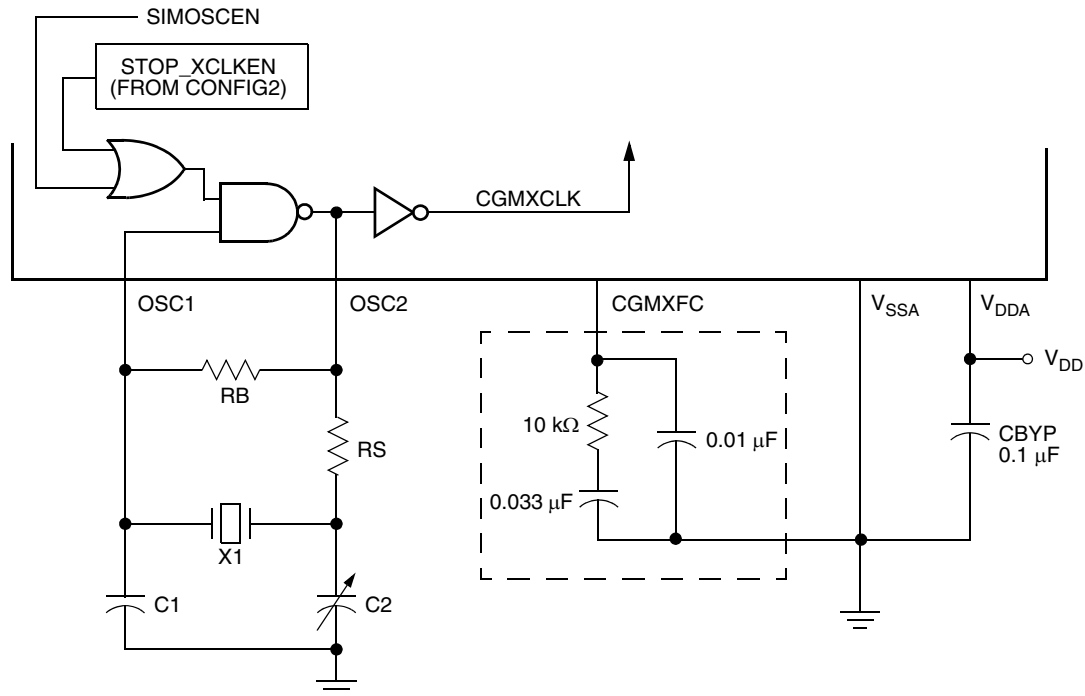 SIMOSCEN
STOP_XCLKEN
(FROM CONFIG2)
CGMXCLK
OSC1
OSC2
CGMXFC
VSSA
VDDA
VDD
RB
10 kΩ
0.01 μF
CBYP
0.1 μF
RS
0.033 μF
X1
C1
C2